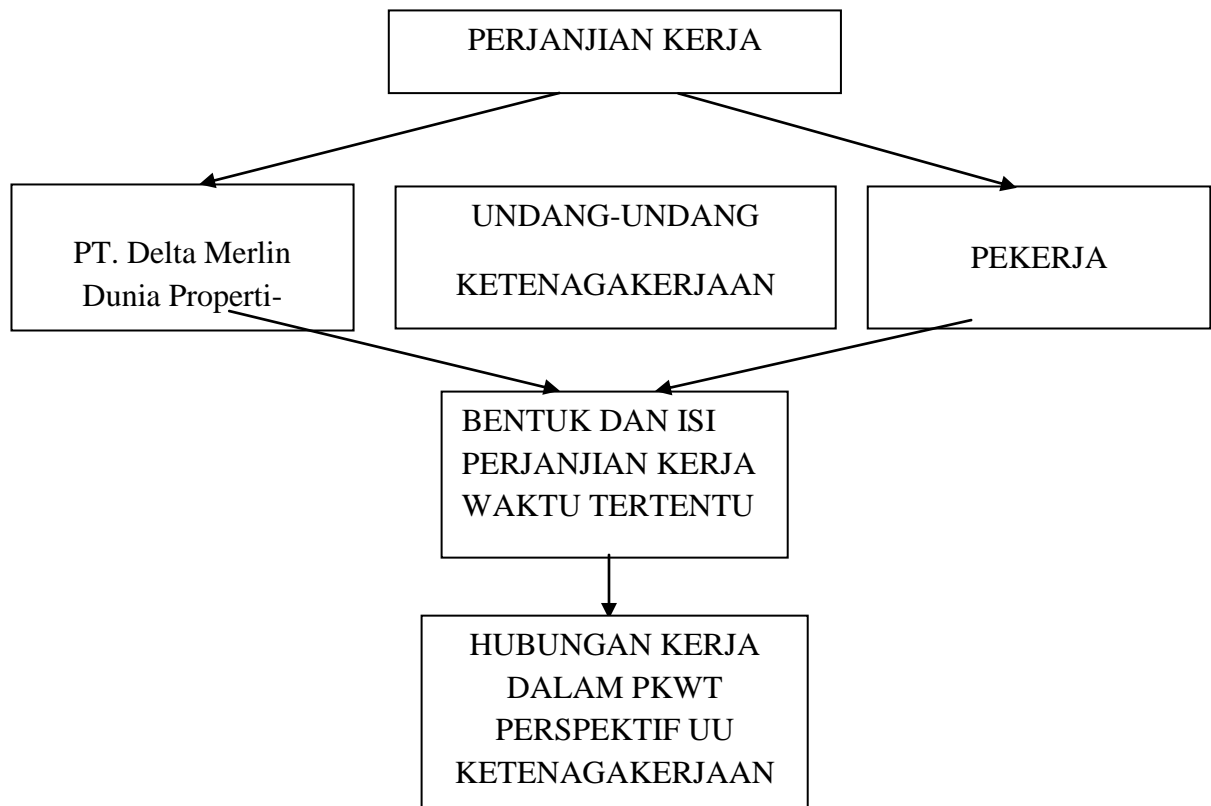 PERJANJIAN KERJA
PT. Delta Merlin
Dunia Properti-
UNDANG-UNDANG
KETENAGAKERJAAN
PEKERJA
BENTUK DAN ISI
PERJANJIAN KERJA
WAKTU TERTENTU
HUBUNGAN KERJA
DALAM PKWT
PERSPEKTIF UU
KETENAGAKERJAAN